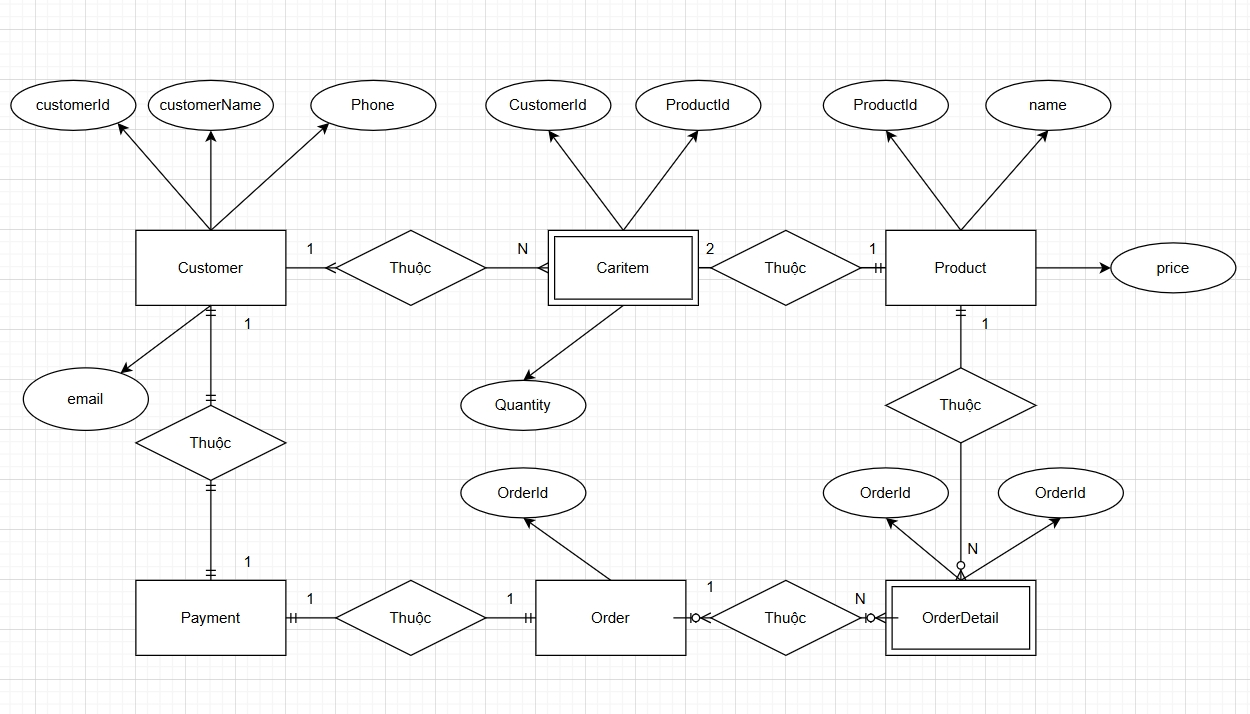 customerId
customerName
Phone
CustomerId
ProductId
ProductId
name
1
N
2
1
Customer
Thuộc
Caritem
Thuộc
Product
price
1
1
email
Quantity
Thuộc
Thuộc
OrderId
OrderId
OrderId
N
1
1
1
1
N
Payment
Thuộc
Order
Thuộc
OrderDetail